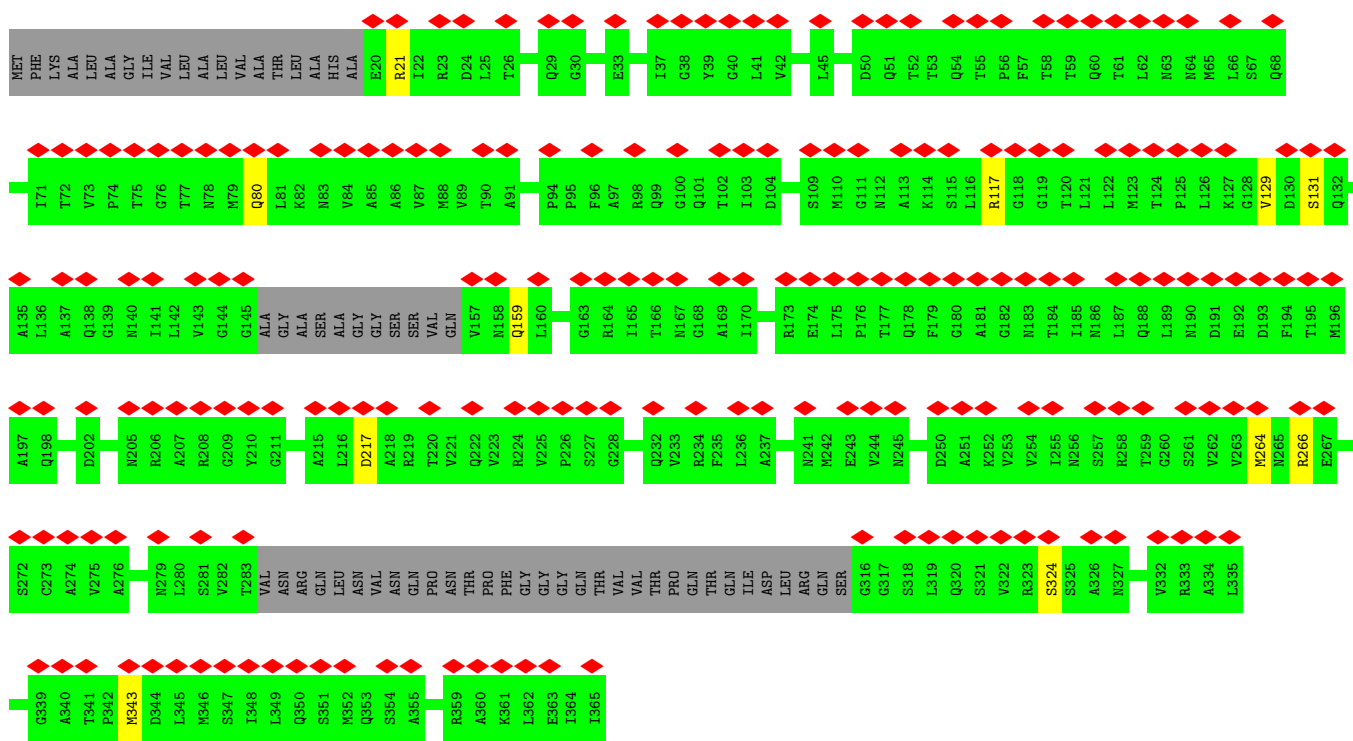 MET PHE LYS ALA LEU ALA GLY ILE VAL LEU ALA LEU VAL ALA THR LEU ALA HIS ALA E20 R21 I22 R23 D24 L25 T26 Q29 G30 E33 I37 G38 Y39 G40 L41 V42 L45 D50 Q51 T52 T53 Q54 T55 P56 F57 T58 T59 Q60 T61 L62 N63 N64 M65 L66 S67 Q68
I71 T72 V73 P74 T75 G76 T77 N78 M79 Q80 L81 K82 N83 V84 A85 A86 V87 M88 V89 T90 A91 P94 P95 F96 A97 R98 Q99 G100 Q101 T102 I103 D104 S109 M110 G111 N112 A113 K114 S115 L116 R117 G118 G119 T120 L121 L122 M123 T124 P125 L126 K127 G128 V129 D130 S131 Q132
A135 L136 A137 Q138 G139 N140 I141 L142 V143 G144 G145 ALA GLY ALA SER ALA GLY GLY SER SER VAL GLN V157 N158 Q159 L160 G163 R164 I165 T166 N167 G168 A169 I170 R173 E174 L175 P176 T177 Q178 F179 G180 A181 G182 N183 T184 I185 N186 L187 Q188 L189 N190 D191 E192 D193 F194 T195 M196
A197 Q198 D202 N205 R206 A207 R208 G209 Y210 G211 A215 L216 D217 A218 R219 T220 V221 Q222 V223 R224 V225 P226 S227 G228 Q232 V233 R234 F235 L236 A237 N241 M242 E243 V244 N245 D250 A251 K252 V253 V254 I255 N256 S257 R258 T259 G260 S261 V262 V263 M264 N265 R266 E267
S272 C273 A274 V275 A276 N279 L280 S281 V282 T283 VAL ASN ARG GLN LEU ASN VAL ASN GLN PRO ASN THR PRO PHE GLY GLY GLY GLN THR VAL VAL THR PRO GLN THR GLN ILE ASP LEU ARG GLN SER G316 G317 S318 L319 Q320 S321 V322 R323 S324 S325 A326 N327 V332 R333 A334 L335
G339 A340 T341 P342 M343 D344 L345 M346 S347 I348 L349 Q350 S351 M352 Q353 S354 A355 R359 A360 K361 L362 E363 I364 I365